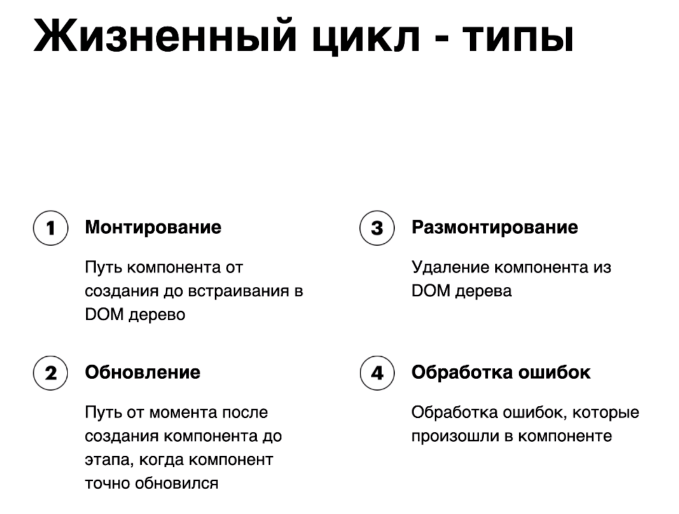 Жизненный цикл - типы
1 Монтирование
Путь компонента от
создания до встраивания в
DOM дерево
2 Обновление
Путь от момента после
создания компонента до
этапа, когда компонент
точно обновился
3 Размонтирование
Удаление компонента из
DOM дерева
4 Обработка ошибок
Обработка ошибок, которые
произошли в компоненте